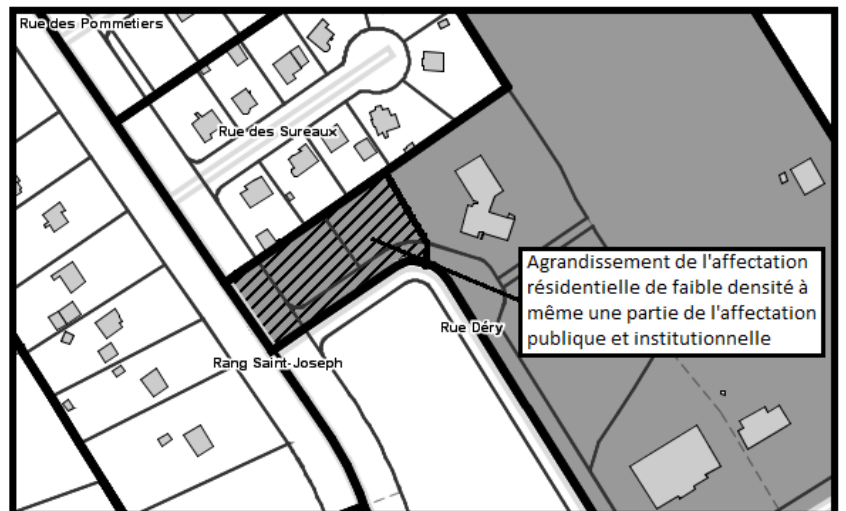 Rue des Pommetiers
Rue des Sureaux
Agrandissement de l'affectation
résidentielle de faible densité à
même une partie de l'affectation
publique et institutionnelle
Rue Déry
Rang Saint-Joseph